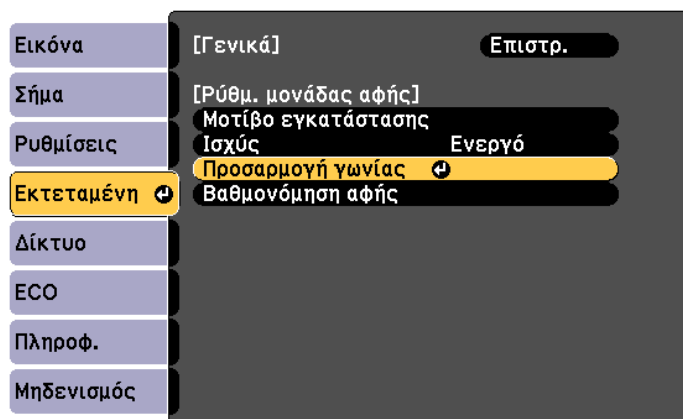 Εικόνα
Σήμα
Ρυθμίσεις
Εκτεταμένη
Δίκτυο
ECO
Πληροφ.
Μηδενισμός
[Γενικά] Επιστρ.
[Ρύθμ. μονάδας αφής]
Μοτίβο εγκατάστασης
Ισχύς Ενεργό
Προσαρμογή γωνίας
Βαθμονόμηση αφής